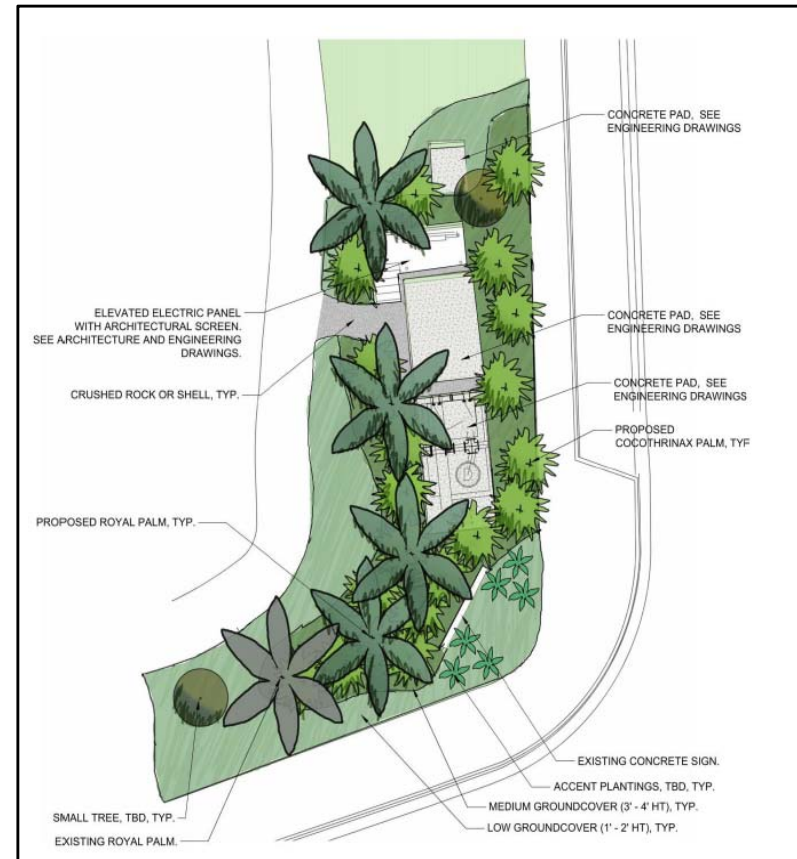 CONCRETE PAD, SEE
ENGINEERING DRAWINGS
ELEVATED ELECTRIC PANEL
WITH ARCHITECTURAL SCREEN.
SEE ARCHITECTURE AND ENGINEERING
DRAWINGS.
CONCRETE PAD, SEE
ENGINEERING DRAWINGS
CRUSHED ROCK OR SHELL, TYP.
CONCRETE PAD, SEE
ENGINEERING DRAWINGS
PROPOSED
COCOTHRINAX PALM, TYF
PROPOSED ROYAL PALM, TYP.
EXISTING CONCRETE SIGN.
ACCENT PLANTINGS, TBD, TYP.
MEDIUM GROUNDCOVER (3' - 4' HT), TYP.
SMALL TREE, TBD, TYP.
LOW GROUNDCOVER (1' - 2' HT), TYP.
EXISTING ROYAL PALM.